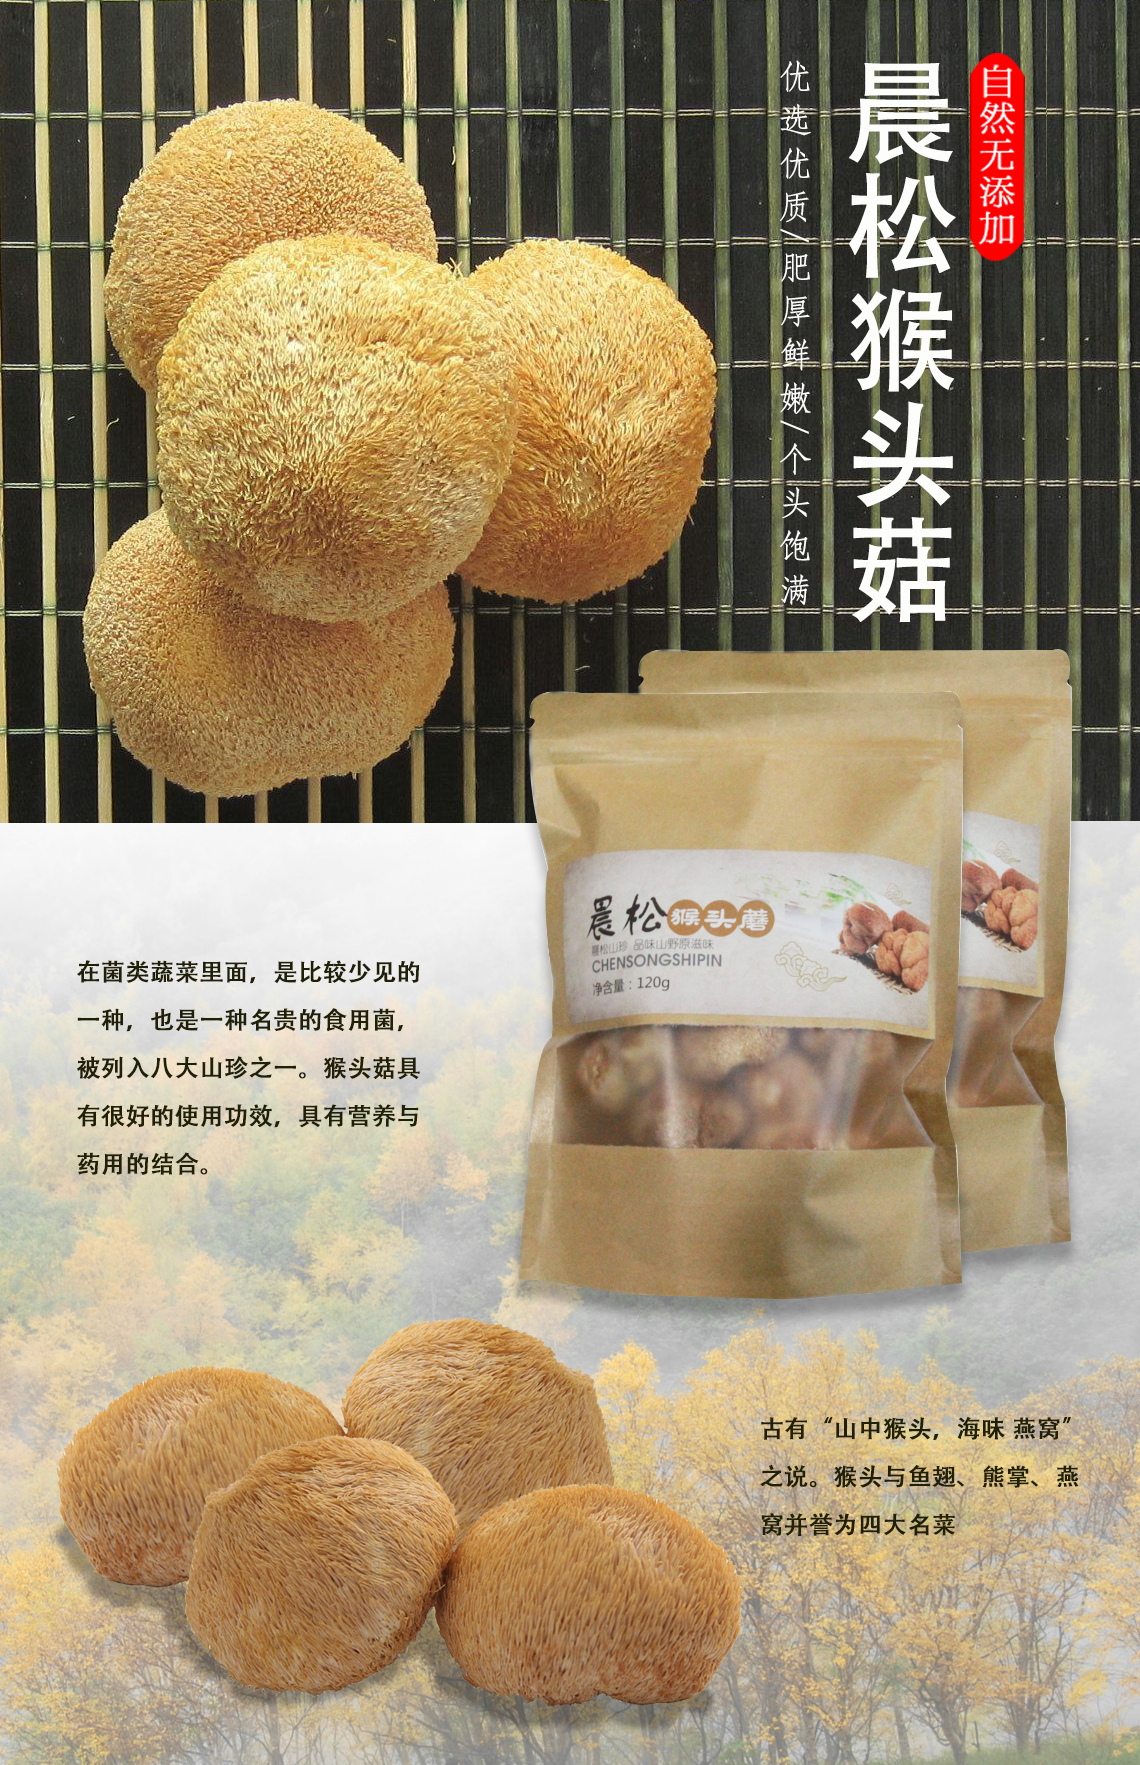 自然无添加
晨松猴头菇
优选优质/肥厚鲜嫩/个头饱满
晨松猴头蘑
晨松山珍 品味山野原滋味
CHENSONGSHIPIN
净含量：120g
在菌类蔬菜里面，是比较少见的
一种，也是一种名贵的食用菌，
被列入八大山珍之一。猴头菇具
有很好的使用功效，具有营养与
药用的结合。
古有“山中猴头，海味 燕窝”
之说。猴头与鱼翅、熊掌、燕
窝并誉为四大名菜